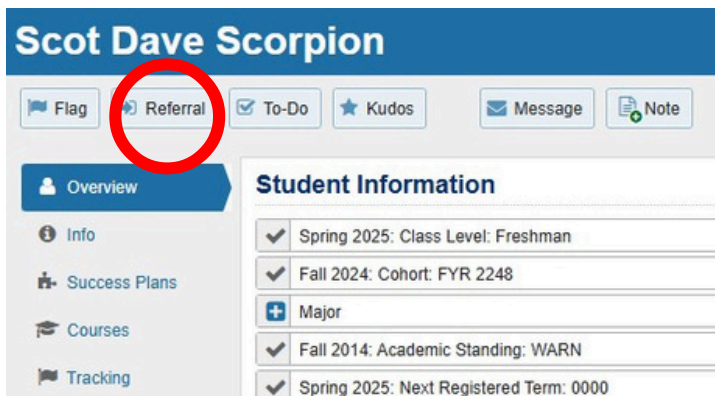 Scot Dave Scorpion
Flag Referral To-Do Kudos Message Note
Overview
Student Information
Info
Spring 2025: Class Level: Freshman
Success Plans
Fall 2024: Cohort: FYR 2248
Major
Courses
Fall 2014: Academic Standing: WARN
Tracking
Spring 2025: Next Registered Term: 0000